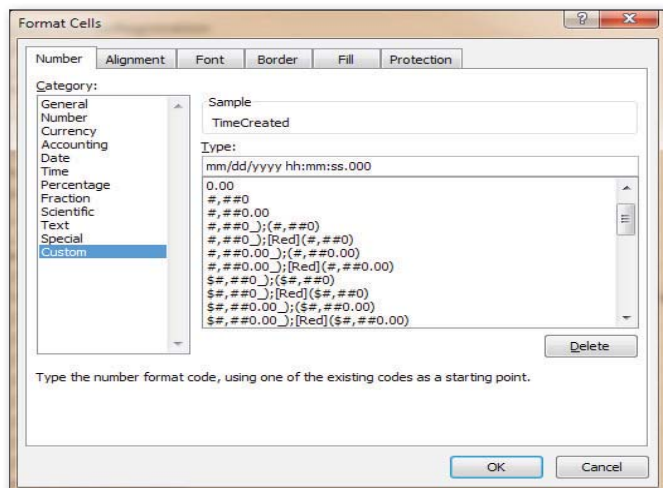 Format Cells
Number Alignment Font Border Fill Protection
Category:
General
Number
Currency
Accounting
Date
Time
Percentage
Fraction
Scientific
Text
Special
Custom
Sample
TimeCreated
Type:
mm/dd/yyyy hh:mm:ss.000
0.00
#,##0
#,##0.00
#,##0_);(#,##0)
#,##0_);[Red](#,##0)
#,##0.00_);(#,##0.00)
#,##0.00_);[Red](#,##0.00)
$#,##0_);($#,##0)
$#,##0_);[Red]($#,##0)
$#,##0.00_);($#,##0.00)
$#,##0.00_);[Red]($#,##0.00)
Delete
Type the number format code, using one of the existing codes as a starting point.
OK Cancel